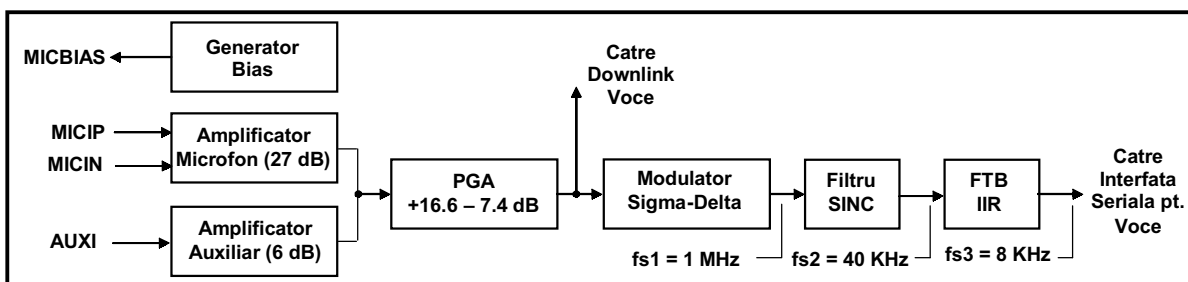 MICBIAS
Generator
Bias
MICIP
MICIN
Amplificator
Microfon (27 dB)
AUXI
Amplificator
Auxiliar (6 dB)
PGA
+16.6 – 7.4 dB
Catre
Downlink
Voce
Modulator
Sigma-Delta
Filtru
SINC
FTB
IIR
Catre
Interfata
Seriala pt.
Voce
fs1 = 1 MHz
fs2 = 40 KHz
fs3 = 8 KHz